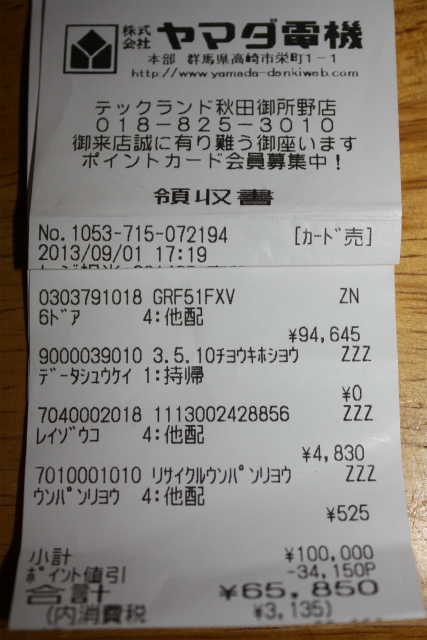 株式会社 ヤマダ電機
本部 群馬県高崎市栄町1-1
http://www.yamada-denkiweb.com
テックランド秋田御所野店
018-825-3010
御来店誠に有り難う御座います
ポイントカード会員募集中!
領収書
No.1053-715-072194 [カード売]
2013/09/01 17:19
0303791018 GRF51FXV ZN
6ドア 4:他配
¥94,645
9000039010 3.5.10チョウキホショウ ZZZ
データシュウケイ 1:持帰
¥0
7040002018 1113002428856 ZZZ
レイゾウコ 4:他配
¥4,830
7010001010 リサイクルウンパンリョウ ZZZ
ウンパンリョウ 4:他配
¥525
小計 ¥100,000
ポイント値引 -34,150P
合計 ¥65,850
(内消費税 ¥3,135)